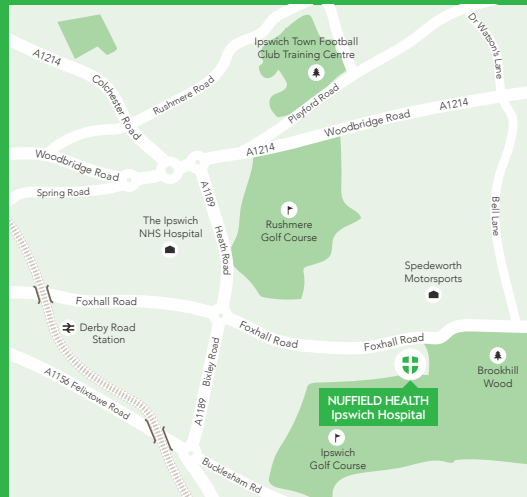 Ipswich Town Football
Club Training Centre
Dr Watson's Lane
A1214
Colchester Road
Rushmere Road
Playford Road
A1214
Woodbridge Road
A1214
Woodbridge Road
Spring Road
A1189
Heath Road
The Ipswich
NHS Hospital
Rushmere
Golf Course
Bell Lane
Spedeworth
Motorsports
Foxhall Road
Derby Road
Station
Foxhall Road
Foxhall Road
Bixley Road
A1189
Brookhill
Wood
A1156 Felixtowe Road
NUFFIELD HEALTH
Ipswich Hospital
Ipswich
Golf Course
Bucklesham Rd